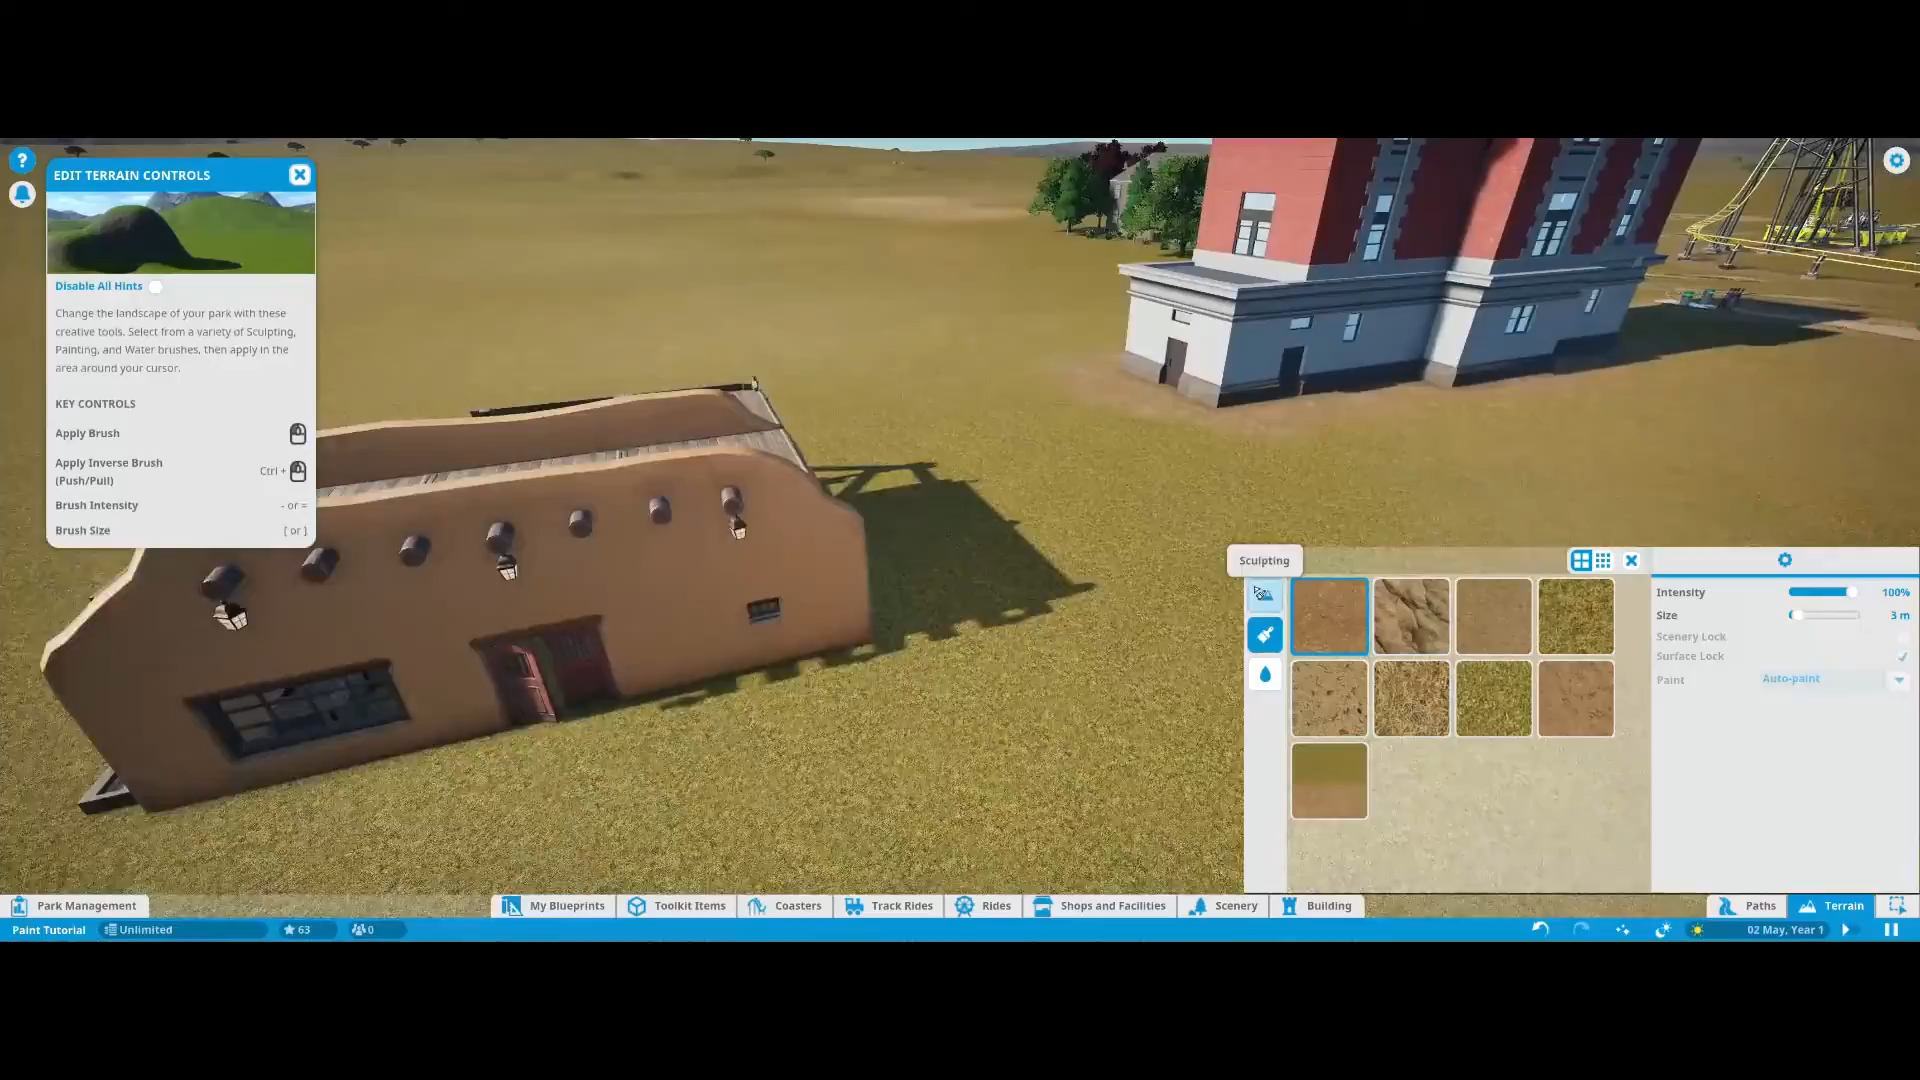 ?
EDIT TERRAIN CONTROLS
Disable All Hints
Change the landscape of your park with these
creative tools. Select from a variety of Sculpting,
Painting, and Water brushes, then apply in the
area around your cursor.
KEY CONTROLS
Apply Brush
Apply Inverse Brush
(Push/Pull)
Ctrl +
Brush Intensity
- or =
Brush Size
[ or ]
Sculpting
Intensity
100%
Size
3 m
Scenery Lock
Surface Lock
Paint
Auto-paint
Park Management
My Blueprints
Toolkit Items
Coasters
Track Rides
Rides
Shops and Facilities
Scenery
Building
Paths
Terrain
Paint Tutorial
Unlimited
63
0
02 May, Year 1